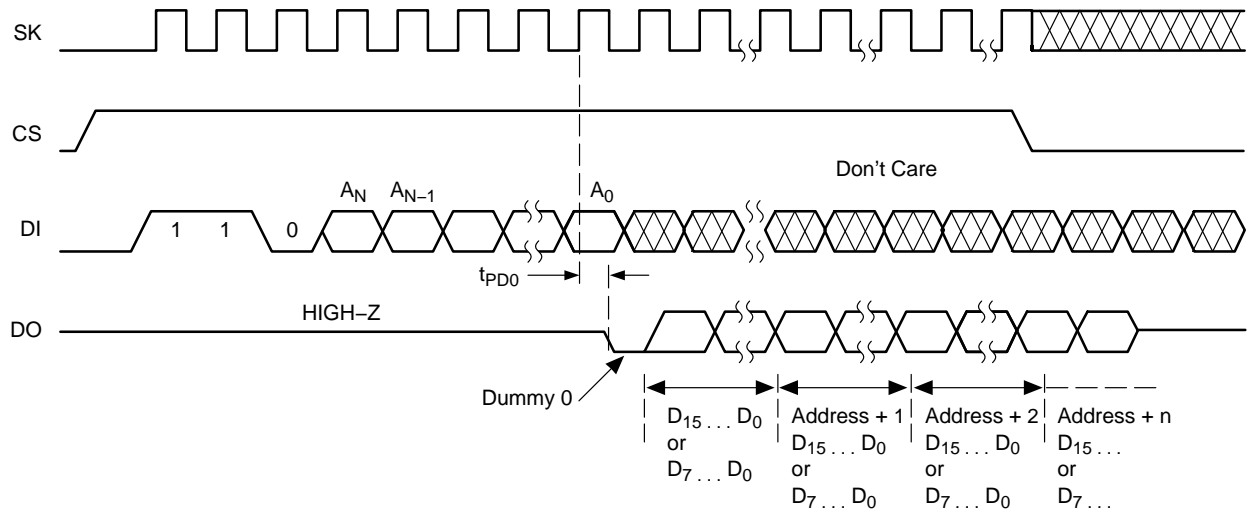 SK
CS
Don't Care
A_N A_N–1 A_0
DI
1 1 0
t_PD0
HIGH–Z
DO
Dummy 0
D_15 . . . D_0
or
D_7 . . . D_0
Address + 1
D_15 . . . D_0
or
D_7 . . . D_0
Address + 2
D_15 . . . D_0
or
D_7 . . . D_0
Address + n
D_15 . . .
or
D_7 . . .